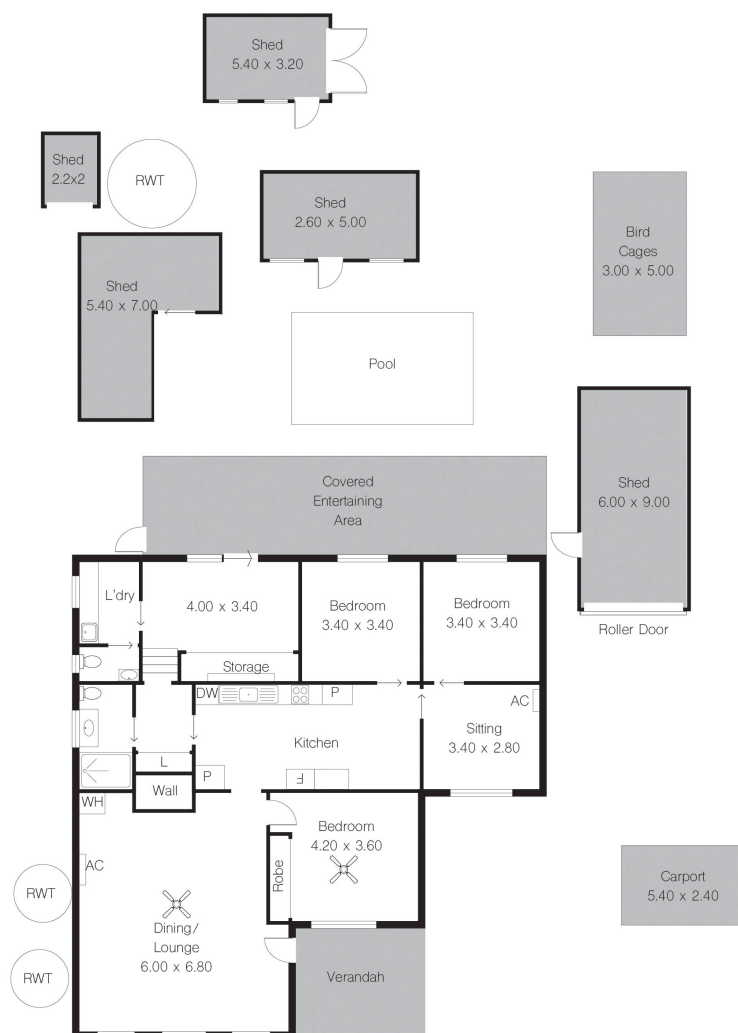 Shed
5.40 x 3.20
Shed
2.2x2
RWT
Shed
2.60 x 5.00
Bird
Cages
3.00 x 5.00
Shed
5.40 x 7.00
Pool
Shed
6.00 x 9.00
Roller Door
Covered
Entertaining
Area
L'dry
4.00 x 3.40
Storage
Bedroom
3.40 x 3.40
Bedroom
3.40 x 3.40
DW
P
Kitchen
AC
Sitting
3.40 x 2.80
L
P
F
Wall
WH
AC
Bedroom
4.20 x 3.60
Robe
RWT
Dining/
Lounge
6.00 x 6.80
RWT
Verandah
Carport
5.40 x 2.40